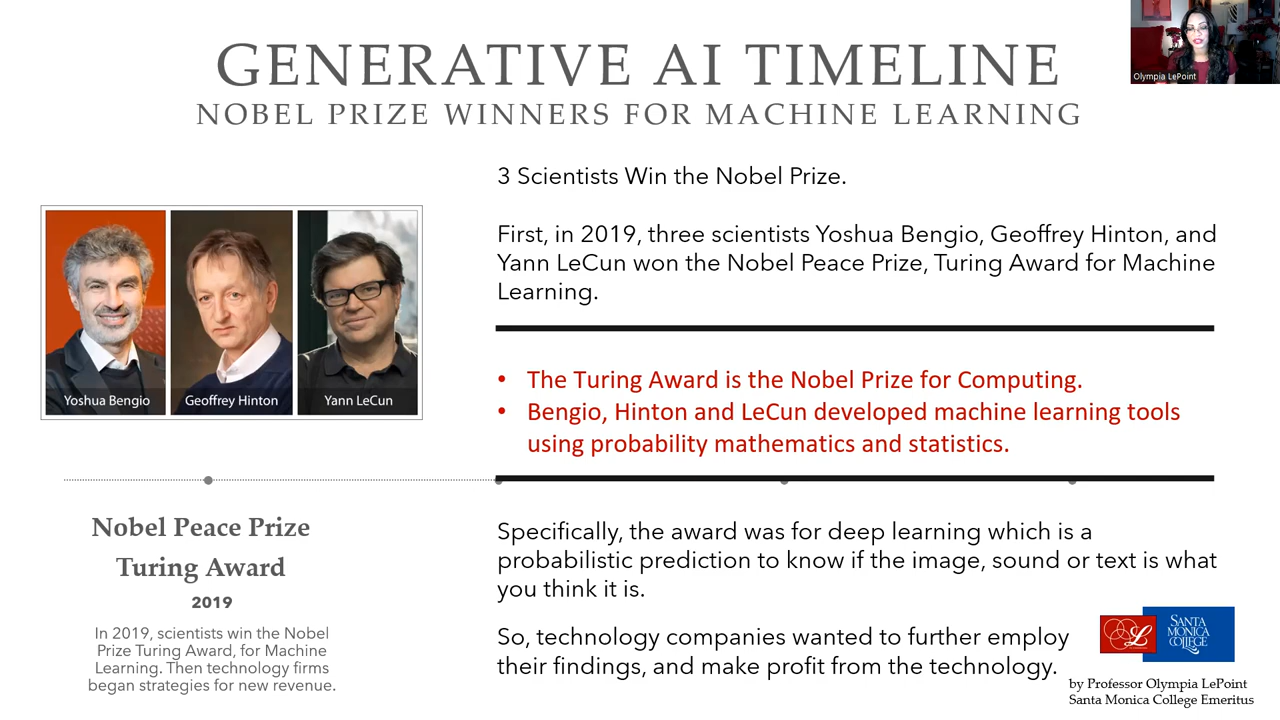 GENERATIVE AI TIMELINE
NOBEL PRIZE WINNERS FOR MACHINE LEARNING
Olympia LePoint
3 Scientists Win the Nobel Prize.
First, in 2019, three scientists Yoshua Bengio, Geoffrey Hinton, and
Yann LeCun won the Nobel Peace Prize, Turing Award for Machine
Learning.
Yoshua Bengio
Geoffrey Hinton
Yann LeCun
• The Turing Award is the Nobel Prize for Computing.
• Bengio, Hinton and LeCun developed machine learning tools
using probability mathematics and statistics.
Nobel Peace Prize
Turing Award
2019
In 2019, scientists win the Nobel
Prize Turing Award, for Machine
Learning. Then technology firms
began strategies for new revenue.
Specifically, the award was for deep learning which is a
probabilistic prediction to know if the image, sound or text is what
you think it is.
So, technology companies wanted to further employ
their findings, and make profit from the technology.
SANTA
MONICA
COLLEGE
by Professor Olympia LePoint
Santa Monica College Emeritus